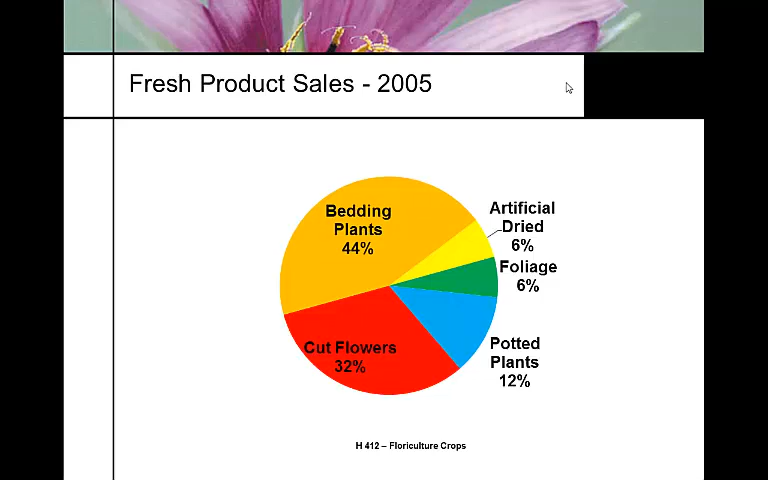 Fresh Product Sales - 2005
Bedding
Plants
44%
Artificial
Dried
6%
Foliage
6%
Cut Flowers
32%
Potted
Plants
12%
H 412 – Floriculture Crops